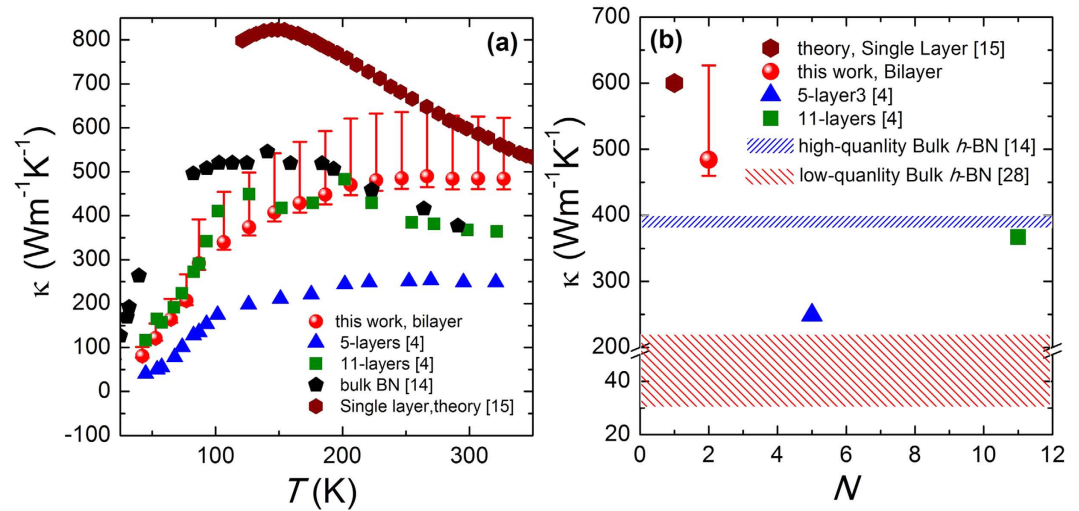 (a)
κ (Wm⁻¹K⁻¹)
800
700
600
500
400
300
200
100
0
-100
this work, bilayer
5-layers [4]
11-layers [4]
bulk BN [14]
Single layer,theory [15]
100
200
300
T (K)
(b)
κ (Wm⁻¹K⁻¹)
700
600
500
400
300
200
40
20
theory, Single Layer [15]
this work, Bilayer
5-layer3 [4]
11-layers [4]
high-quanlity Bulk h-BN [14]
low-quanlity Bulk h-BN [28]
0
2
4
6
8
10
12
N